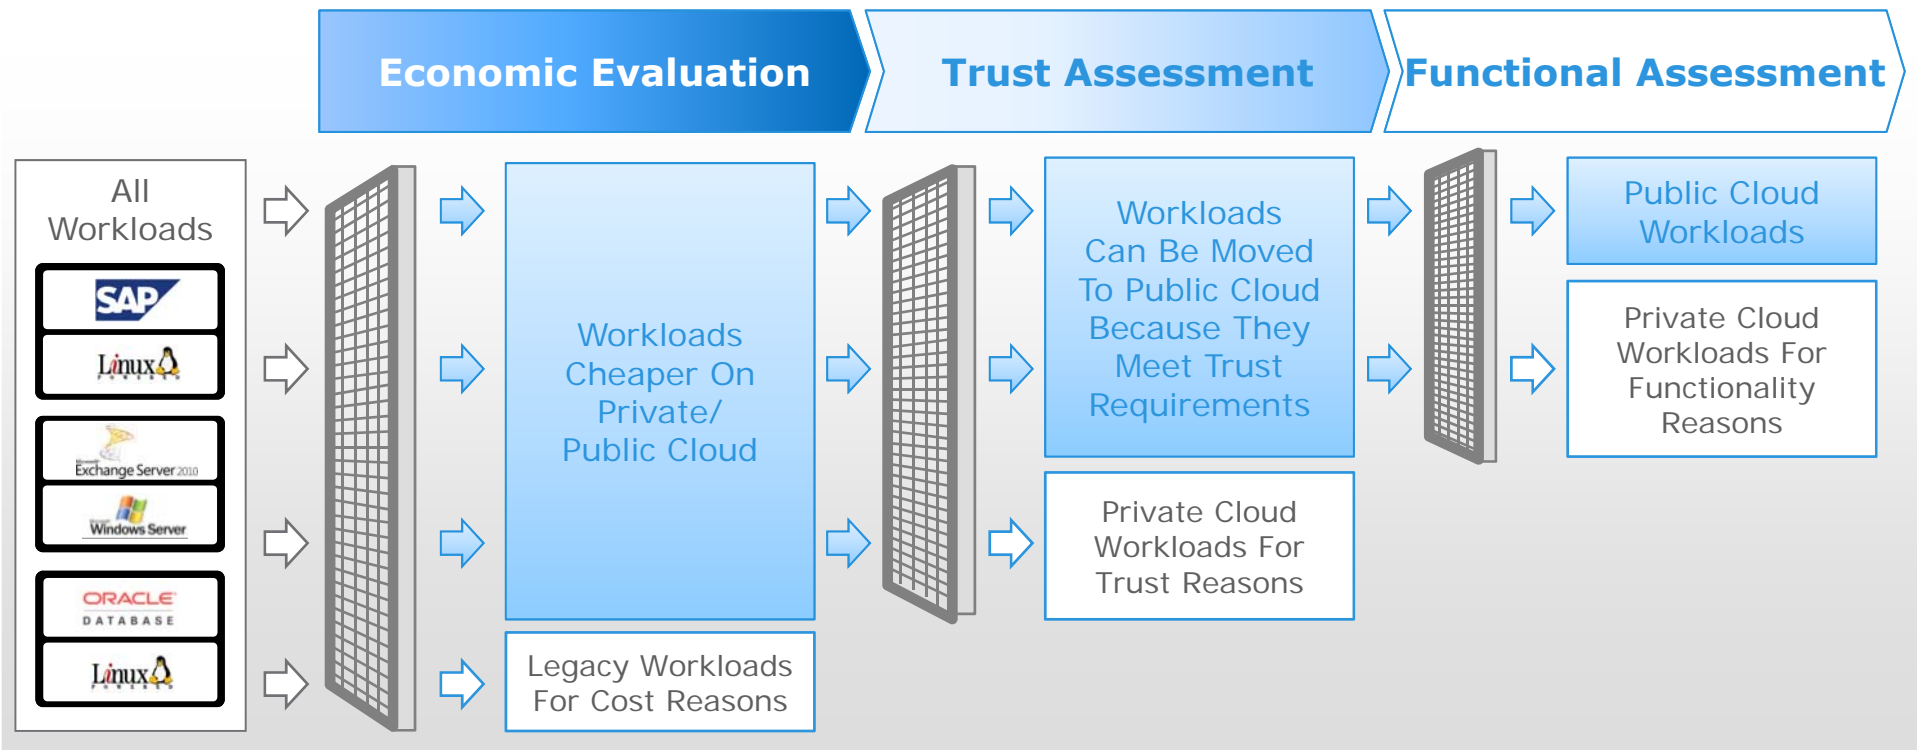 Economic Evaluation
Trust Assessment
Functional Assessment
All
Workloads
SAP
Linux
POWERED
Exchange Server 2010
Windows Server
ORACLE
DATABASE
Linux
POWERED
Workloads
Cheaper On
Private/
Public Cloud
Legacy Workloads
For Cost Reasons
Workloads
Can Be Moved
To Public Cloud
Because They
Meet Trust
Requirements
Private Cloud
Workloads For
Trust Reasons
Public Cloud
Workloads
Private Cloud
Workloads For
Functionality
Reasons